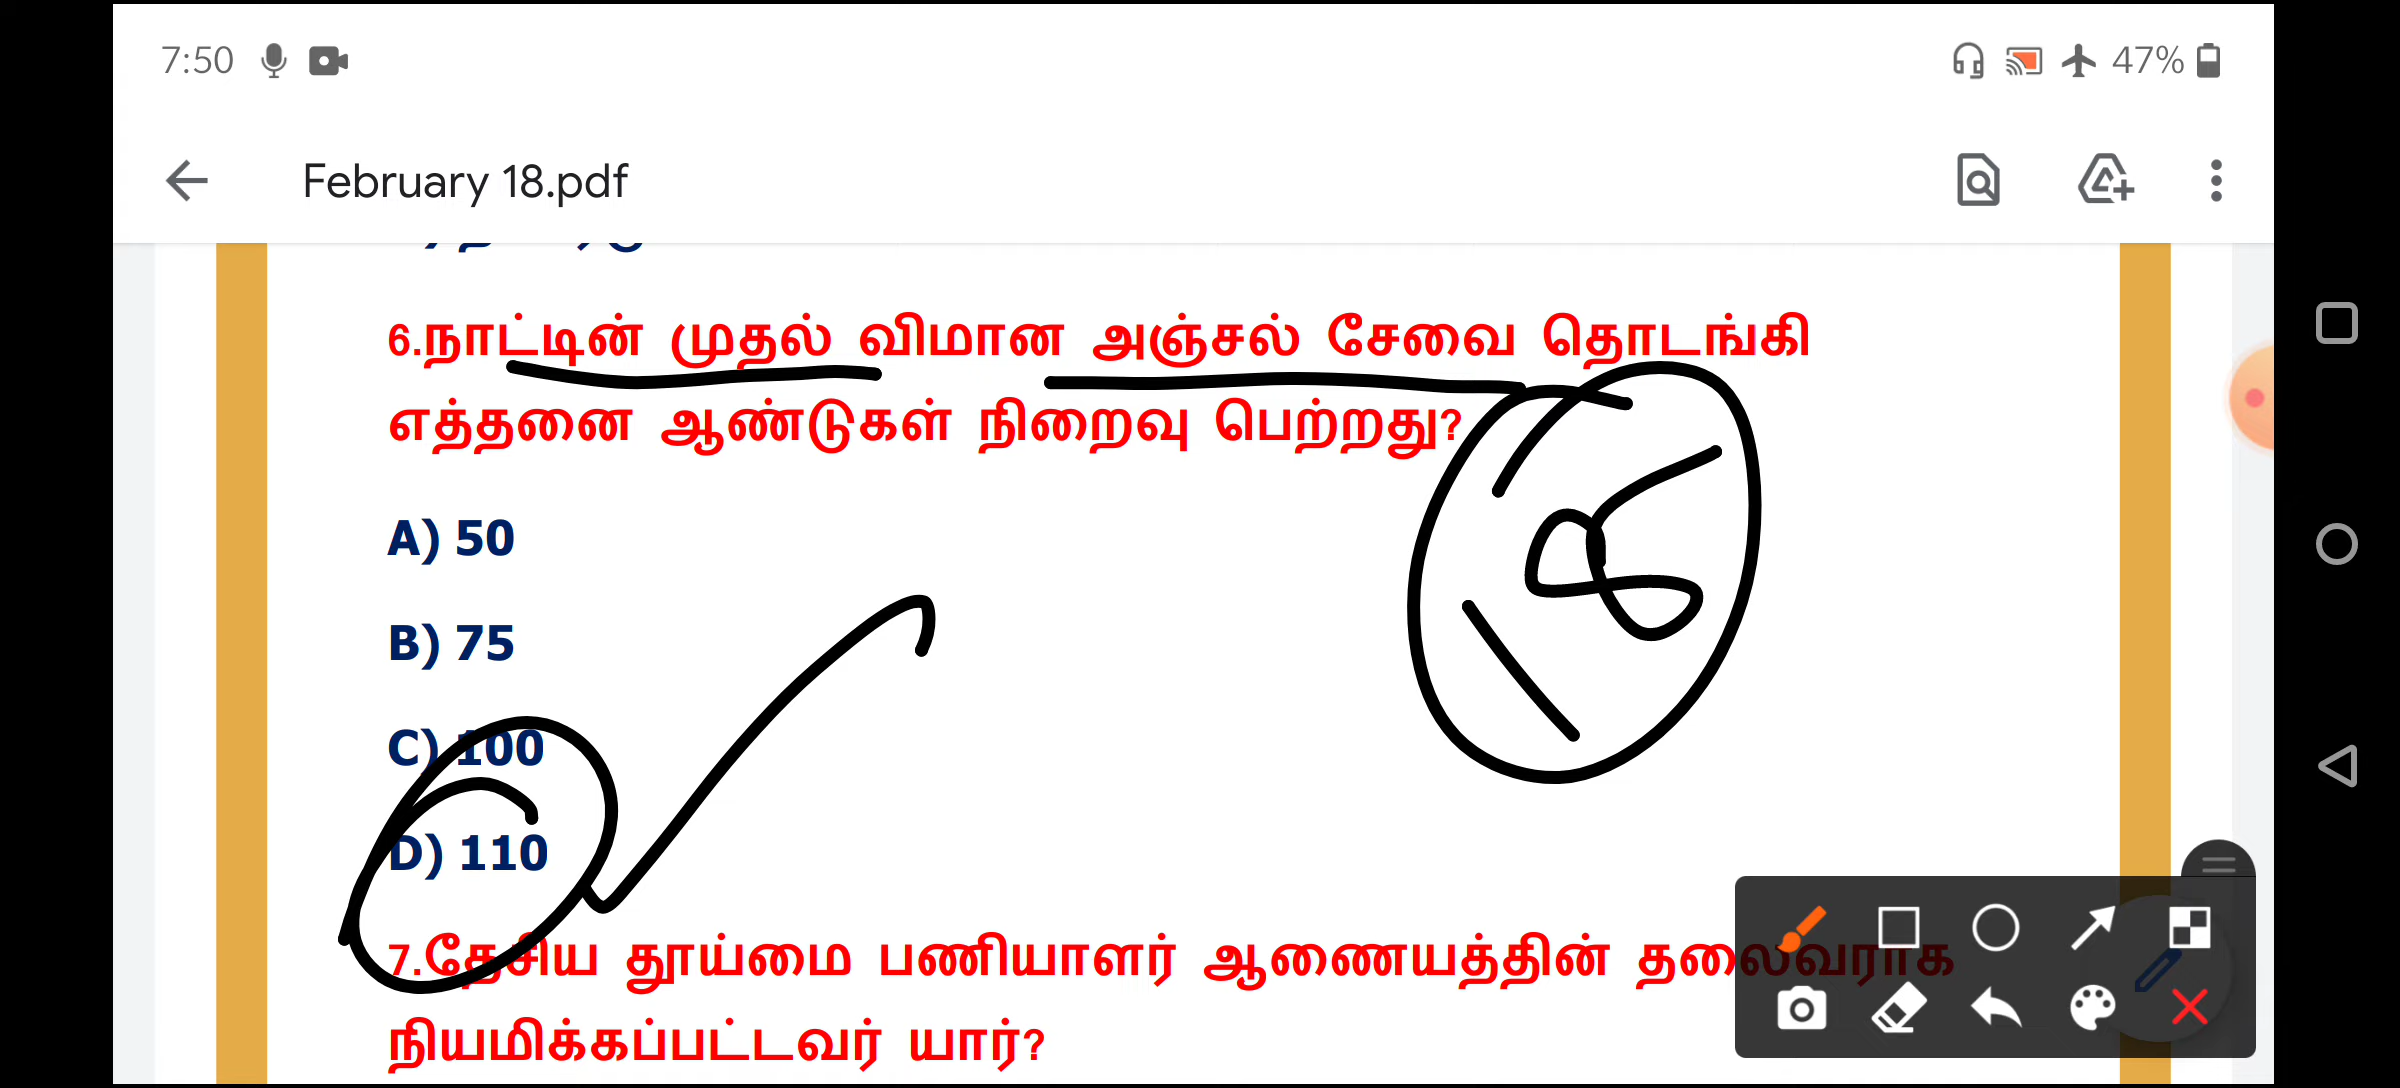 7:50
47%
February 18.pdf
6.நாட்டின் முதல் விமான அஞ்சல் சேவை தொடங்கி
எத்தனை ஆண்டுகள் நிறைவு பெற்றது?
A) 50
B) 75
C) 100
D) 110
7.தேசிய தூய்மை பணியாளர் ஆணையத்தின் தலைவராக
நியமிக்கப்பட்டவர் யார்?